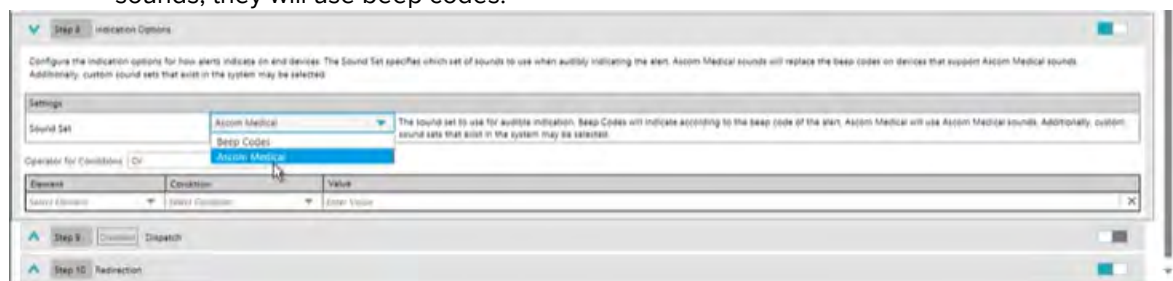 sounds, they will use beep codes.
Step 8 Indication Options
Configure the indication options for how alerts indicate on end devices. The Sound Set specifies which set of sounds to use when audibly indicating the alert. Ascom Medical sounds will replace the beep codes on devices that support Ascom Medical sounds.
Additionally, custom sound sets that exist in the system may be selected.
Settings
Sound Set
Ascom Medical
The sound set to use for audible indication. Beep Codes will indicate according to the beep code of the alert. Ascom Medical will use Ascom Medical sounds. Additionally, custom
sound sets that exist in the system may be selected.
Beep Codes
Ascom Medical
Operator for Conditions Or
Element Condition Value
Select Element Select Condition Enter Value
Step 9 Disabled Dispatch
Step 10 Redirection